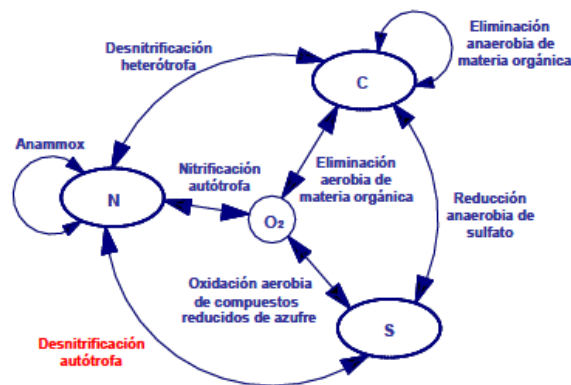 Desnitrificación
heterótrofa
Eliminación
anaerobia de
materia orgánica
C
Anammox
N
Nitrificación
autótrofa
Eliminación
aerobia de
materia orgánica
O₂
Reducción
anaerobia de
sulfato
Oxidación aerobia
de compuestos
reducidos de azufre
S
Desnitrificación
autótrofa